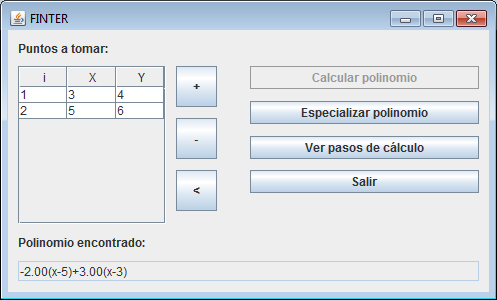 FINTER
Puntos a tomar:
i X Y
1 3 4
2 5 6
+
-
<
Calcular polinomio
Especializar polinomio
Ver pasos de cálculo
Salir
Polinomio encontrado:
-2.00(x-5)+3.00(x-3)